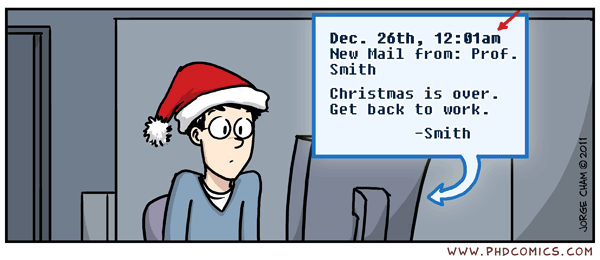 Dec. 26th, 12:01am
New Mail from: Prof.
Smith
Christmas is over.
Get back to work.
-Smith
JORGE CHAM © 2011
WWW.PHDCOMICS.COM